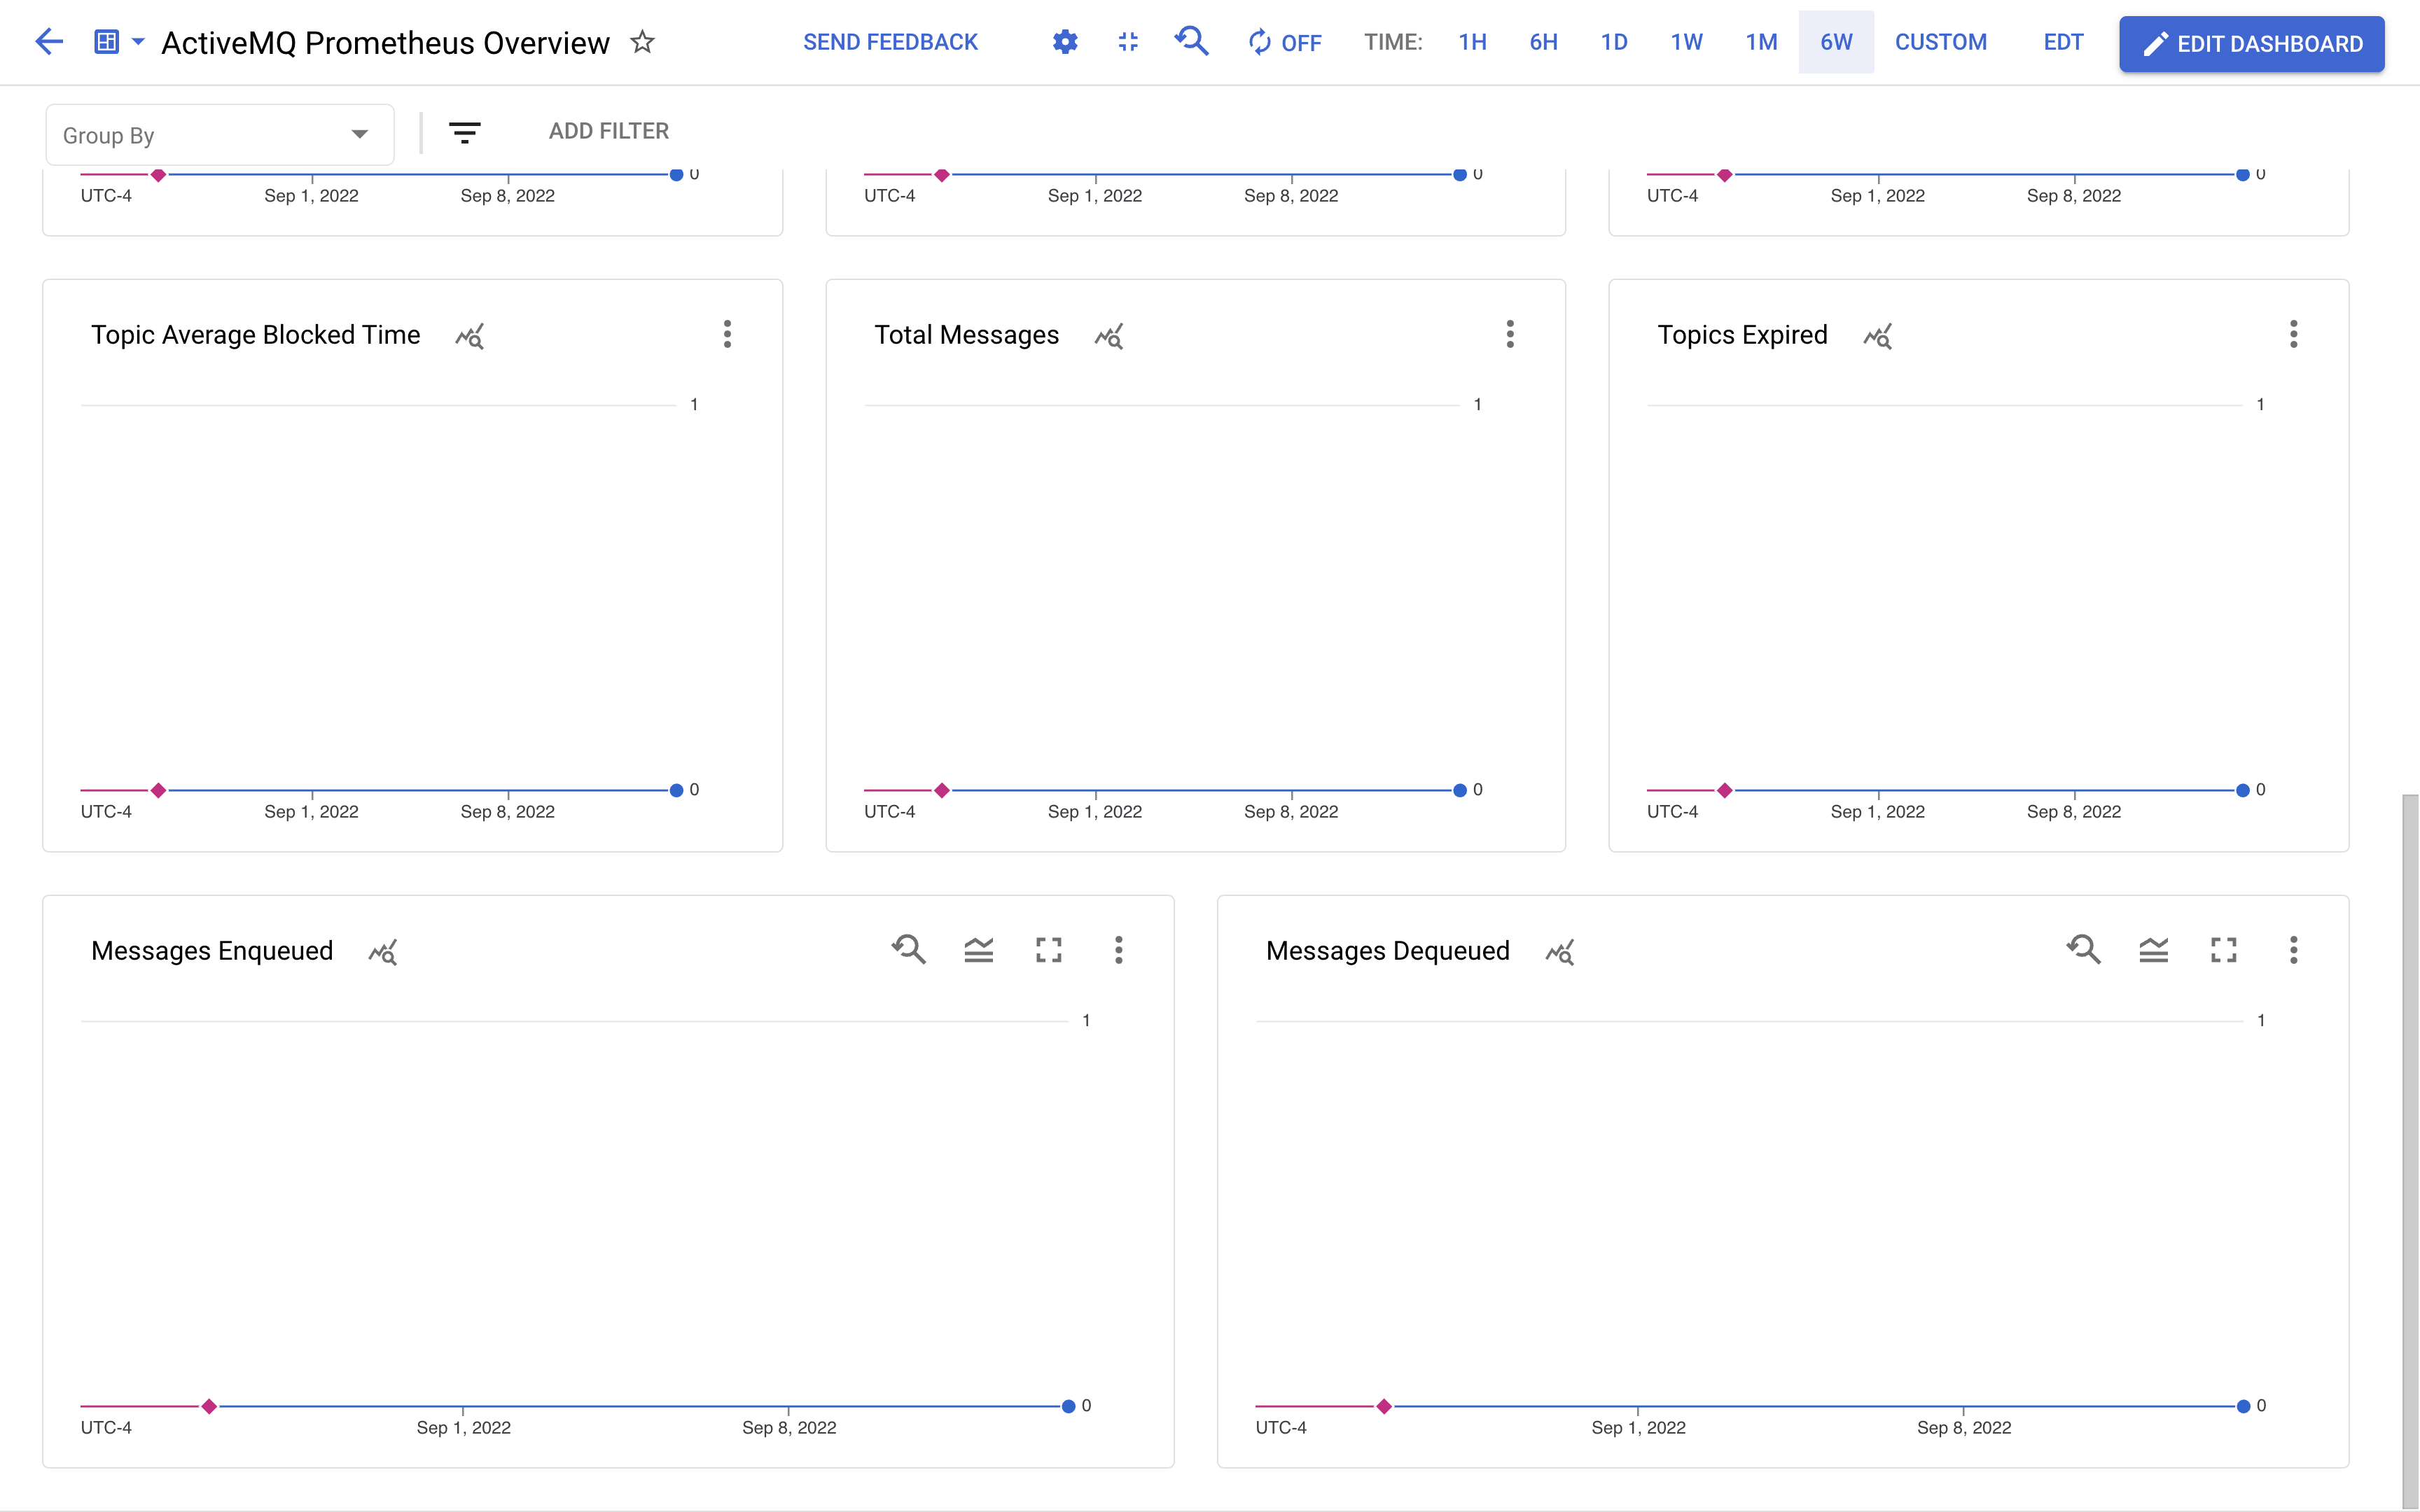 ActiveMQ Prometheus Overview
SEND FEEDBACK
OFF
TIME:
1H
6H
1D
1W
1M
6W
CUSTOM
EDT
EDIT DASHBOARD
Group By
ADD FILTER
0
UTC-4
Sep 1, 2022
Sep 8, 2022
0
UTC-4
Sep 1, 2022
Sep 8, 2022
0
UTC-4
Sep 1, 2022
Sep 8, 2022
Topic Average Blocked Time
1
0
UTC-4
Sep 1, 2022
Sep 8, 2022
Total Messages
1
0
UTC-4
Sep 1, 2022
Sep 8, 2022
Topics Expired
1
0
UTC-4
Sep 1, 2022
Sep 8, 2022
Messages Enqueued
1
0
UTC-4
Sep 1, 2022
Sep 8, 2022
Messages Dequeued
1
0
UTC-4
Sep 1, 2022
Sep 8, 2022